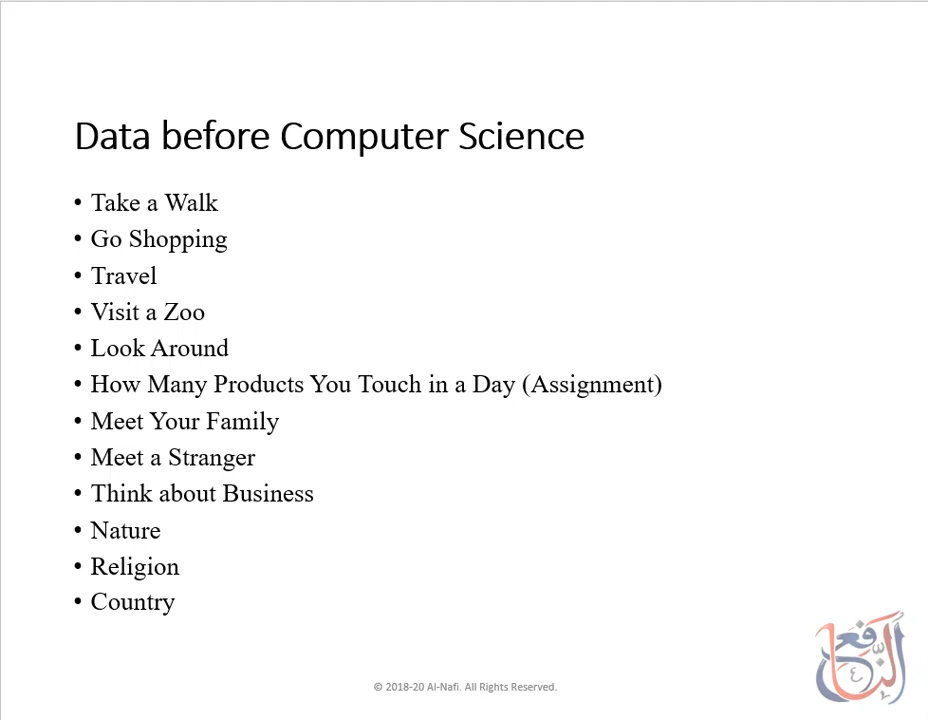 Data before Computer Science
• Take a Walk
• Go Shopping
• Travel
• Visit a Zoo
• Look Around
• How Many Products You Touch in a Day (Assignment)
• Meet Your Family
• Meet a Stranger
• Think about Business
• Nature
• Religion
• Country
© 2018-20 Al-Nafi. All Rights Reserved.
النافع